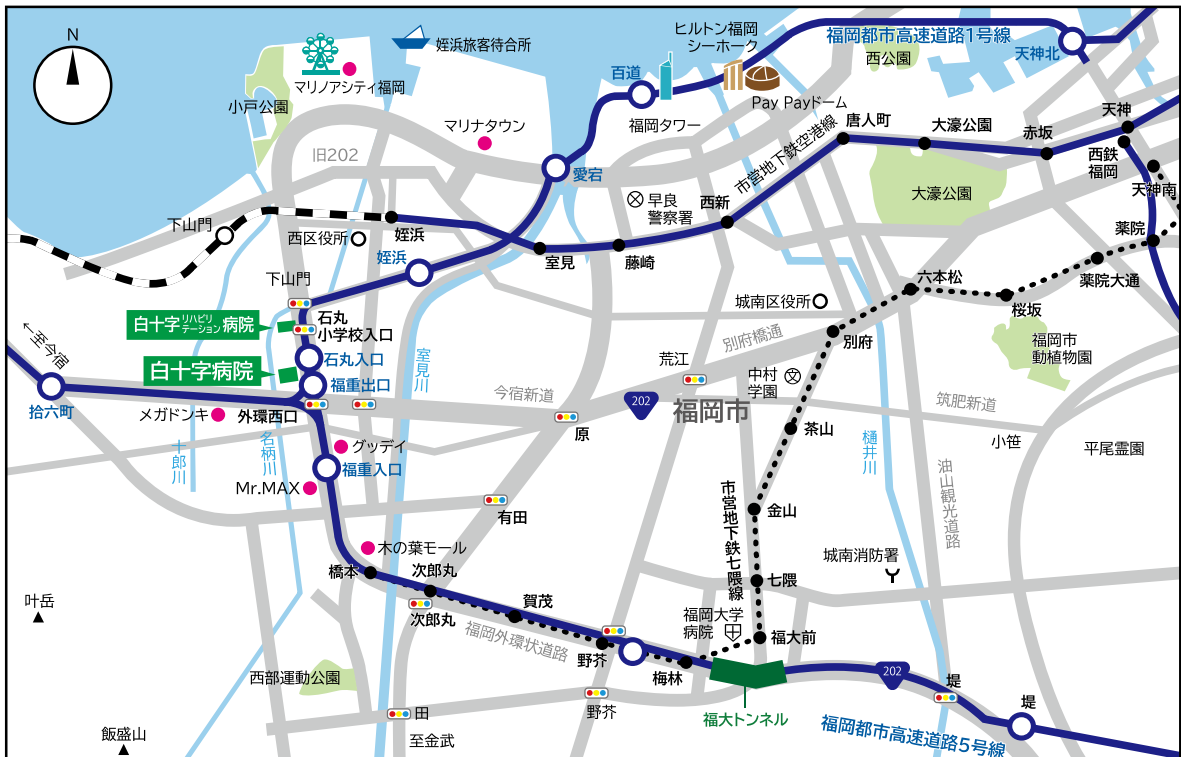 N
マリノアシティ福岡
姪浜旅客待合所
ヒルトン福岡
シーホーク
福岡都市高速道路1号線
西公園
天神北
百道
小戸公園
Pay Payドーム
マリナタウン
福岡タワー
唐人町
大濠公園
赤坂
天神
西鉄
福岡
天神南
旧202
愛宕
市営地下鉄空港線
早良
警察署
西新
大濠公園
薬院
下山門
西区役所
姪浜
姪浜
室見
藤崎
六本松
薬院大通
下山門
城南区役所
桜坂
白十字リハビリテーション病院
石丸
小学校入口
別府橋通
別府
福岡市
動植物園
←至今宿
白十字病院
石丸入口
室見川
荒江
福重出口
中村
学園
拾六町
今宿新道
202
福岡市
筑肥新道
メガドンキ
外環西口
原
茶山
小笹
平尾霊園
十郎川
名柄川
グッデイ
福重入口
樋井川
油山観光道路
Mr.MAX
市営地下鉄七隈線
有田
金山
木の葉モール
城南消防署
橋本
次郎丸
七隈
叶岳
賀茂
次郎丸
福岡大学
病院
福岡外環状道路
福大前
野芥
梅林
西部運動公園
202
堤
堤
田
野芥
福大トンネル
飯盛山
至金武
福岡都市高速道路5号線